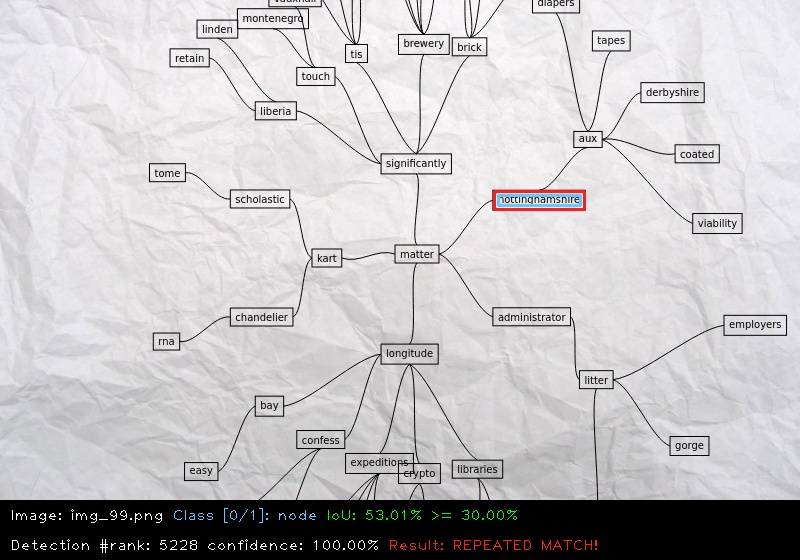 diapers
vauxhall
montenegro
linden
tis
brewery
brick
tapes
retain
touch
derbyshire
liberia
aux
coated
significantly
tome
scholastic
nottinghamshire
viability
matter
kart
chandelier
administrator
employers
rna
longitude
litter
bay
confess
gorge
expeditions
crypto
libraries
easy
Image: img_99.png Class [0/1]: node IoU: 53.01% >= 30.00%
Detection #rank: 5228 confidence: 100.00% Result: REPEATED MATCH!